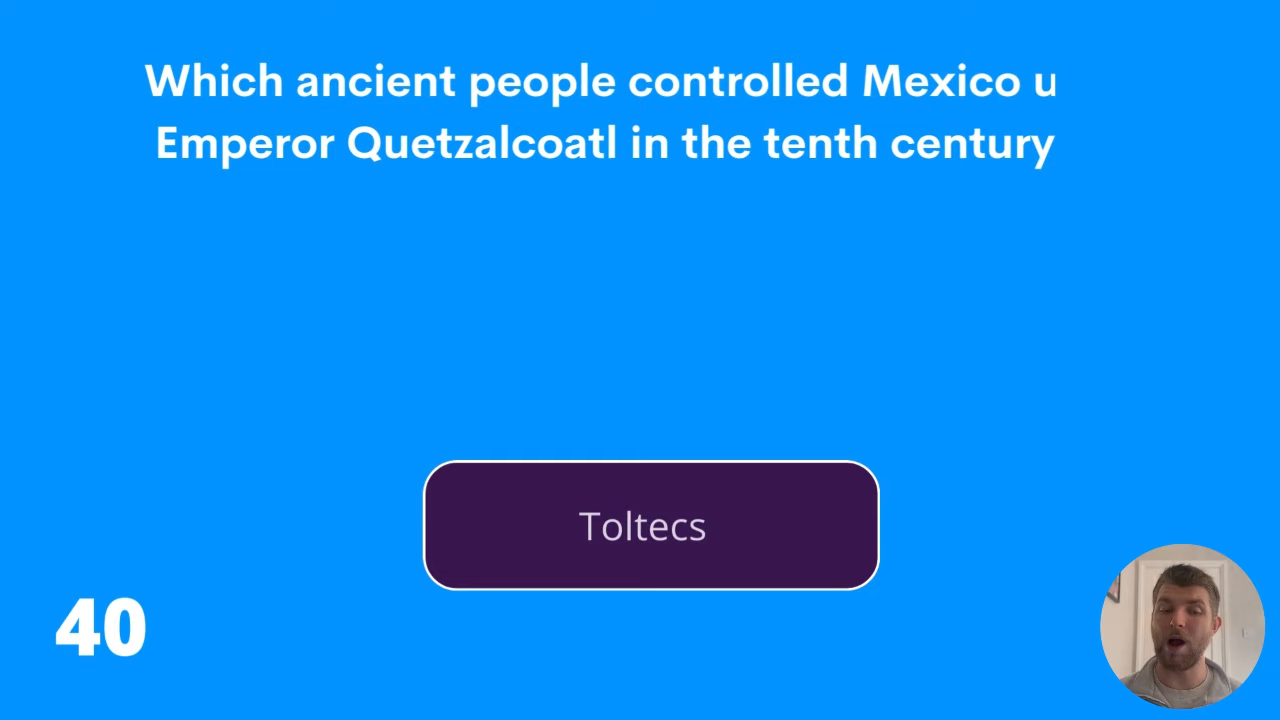 Which ancient people controlled Mexico u
Emperor Quetzalcoatl in the tenth century
Toltecs
40